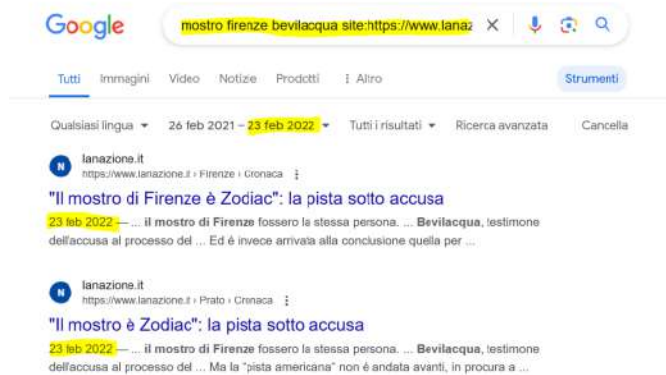 Google
mostro firenze bevilacqua site:https://www.lanaz
Tutti Immagini Video Notizie Prodotti Altro Strumenti
Qualsiasi lingua 26 feb 2021 – 23 feb 2022 Tutti i risultati Ricerca avanzata Cancella
N lanazione.it
https://www.lanazione.it › Firenze › Cronaca
"Il mostro di Firenze è Zodiac": la pista sotto accusa
23 feb 2022 — ... il mostro di Firenze fossero la stessa persona. ... Bevilacqua, testimone
dell'accusa al processo del ... Ed é invece arrivata alla conclusione quella per ...
N lanazione.it
https://www.lanazione.it › Prato › Cronaca
"Il mostro è Zodiac": la pista sotto accusa
23 feb 2022 — ... il mostro di Firenze fossero la stessa persona. ... Bevilacqua, testimone
dell'accusa al processo del ... Ma la "pista americana" non è andata avanti, in procura a ...